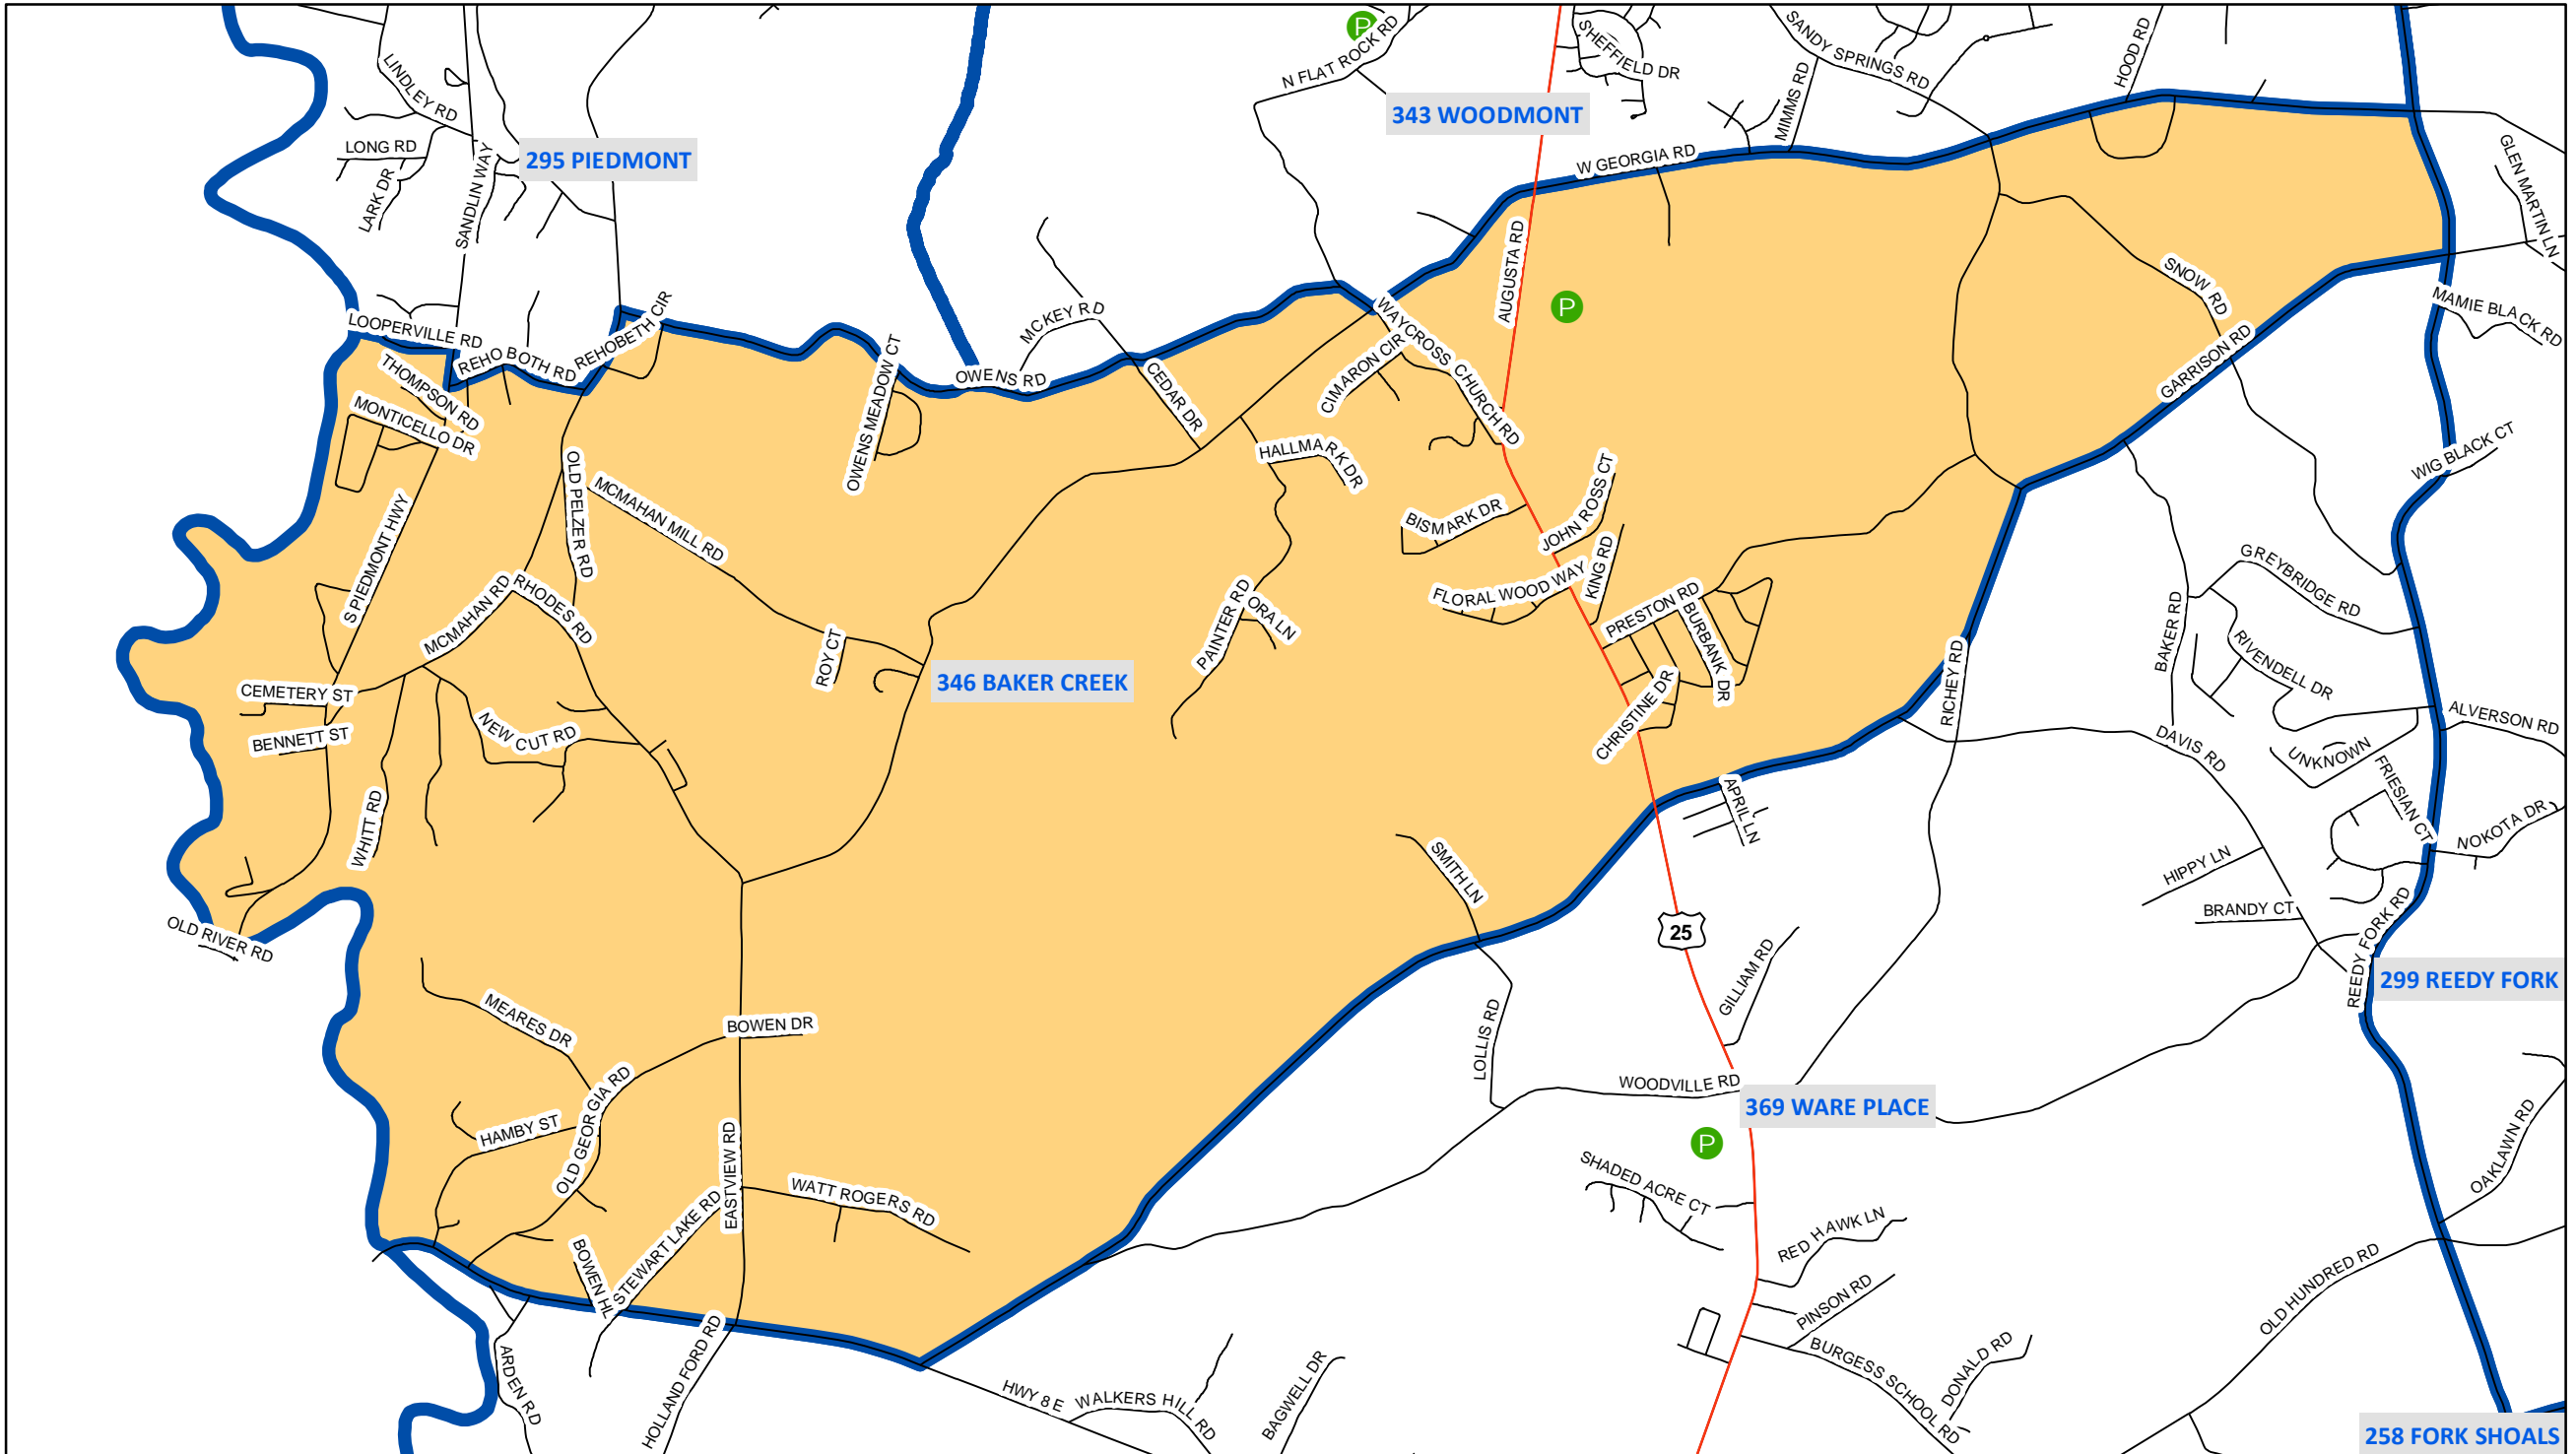 P
N FLAT ROCK RD
SHEFFIELD DR
SANDY SPRINGS RD
HOOD RD
LINDLEY RD
MIMMS RD
343 WOODMONT
LONG RD
295 PIEDMONT
W GEORGIA RD
GLEN MARTIN LN
LARK DR
SANDLIN WAY
AUGUSTA RD
SNOW RD
P
MAMIE BLACK RD
LOOPERVILLE RD
REHOBETH CIR
MCKEY RD
WAYCROSS CHURCH RD
REHOBOTH RD
THOMPSON RD
OWENS MEADOW CT
OWENS RD
CEDAR DR
CIMARON CIR
GARRISON RD
MONTICELLO DR
HALLMARK DR
WIG BLACK CT
OLD PELZER RD
MCMAHAN MILL RD
BISMARK DR
JOHN ROSS CT
S PIEDMONT HWY
KING RD
FLORAL WOOD WAY
GREYBRIDGE RD
MCMAHAN RD
RHODES RD
PAINTER RD
ORA LN
PRESTON RD
BURBANK DR
BAKER RD
RIVENDELL DR
ROY CT
346 BAKER CREEK
RICHEY RD
CEMETERY ST
BENNETT ST
NEW CUT RD
CHRISTINE DR
DAVIS RD
ALVERSON RD
UNKNOWN
FRIESIAN CT
WHITT RD
APRIL LN
NOKOTA DR
SMITH LN
HIPPY LN
BRANDY CT
OLD RIVER RD
25
REEDY FORK RD
299 REEDY FORK
GILLIAM RD
MEARES DR
BOWEN DR
LOLLIS RD
WOODVILLE RD
369 WARE PLACE
OLD GEORGIA RD
HAMBY ST
P
OAKLAWN RD
EASTVIEW RD
SHADED ACRE CT
WATT ROGERS RD
STEWART LAKE RD
RED HAWK LN
BOWEN HL
PINSON RD
OLD HUNDRED RD
ARDEN RD
HOLLAND FORD RD
HWY 8 E
WALKERS HILL RD
BAGWELL DR
BURGESS SCHOOL RD
DONALD RD
258 FORK SHOALS